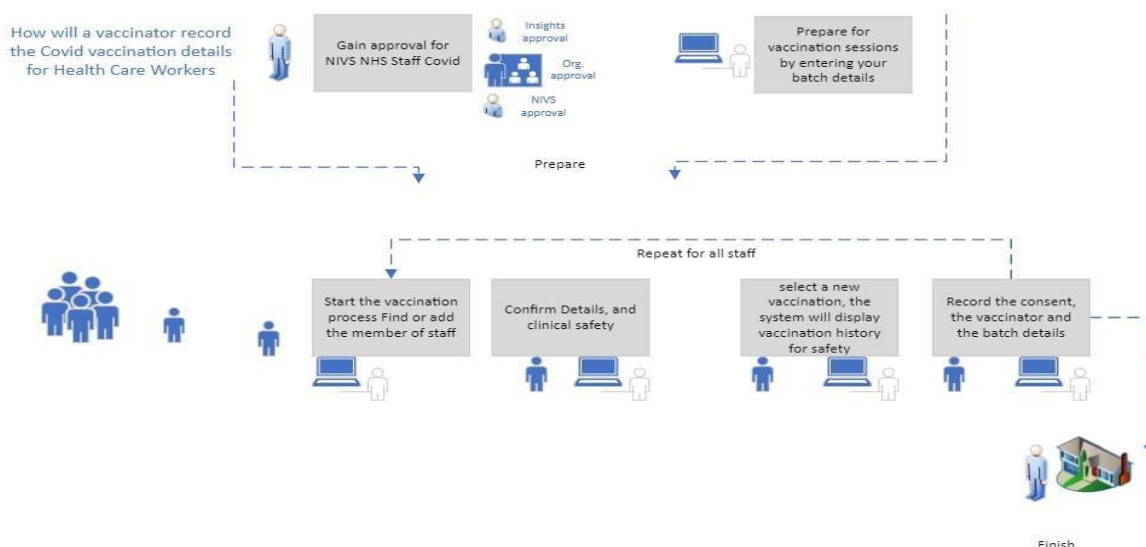 How will a vaccinator record
the Covid vaccination details
for Health Care Workers
Gain approval for
NIVS NHS Staff Covid
Insights
approval
Org.
approval
NIVS
approval
Prepare for
vaccination sessions
by entering your
batch details
Prepare
Repeat for all staff
Start the vaccination
process Find or add
the member of staff
Confirm Details, and
clinical safety
select a new
vaccination, the
system will display
vaccination history
for safety
Record the consent,
the vaccinator and
the batch details
Finish